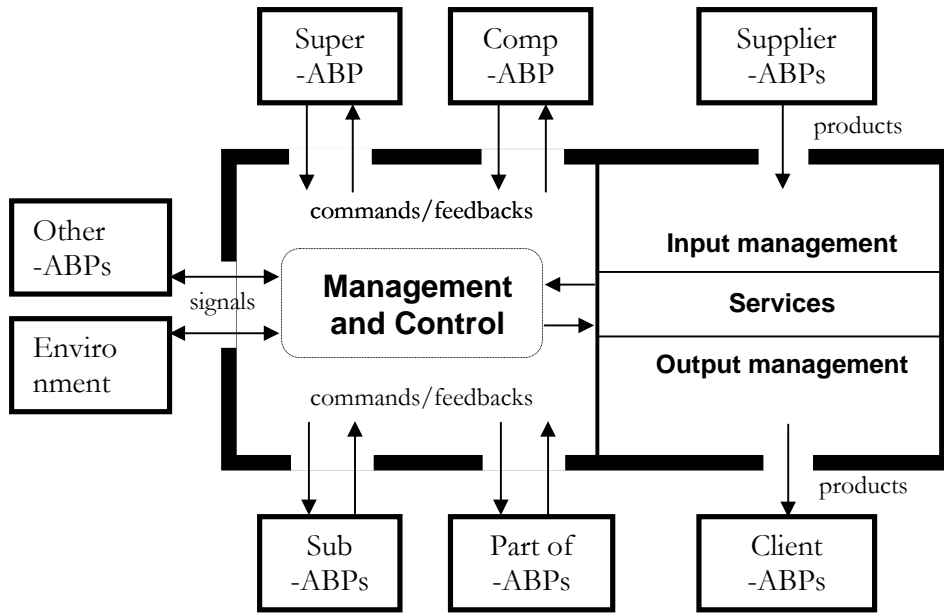 Super
-ABP
Comp
-ABP
Supplier
-ABPs
products
commands/feedbacks
Other
-ABPs
signals
Environ
nment
Management
and Control
Input management
Services
Output management
commands/feedbacks
products
Sub
-ABPs
Part of
-ABPs
Client
-ABPs